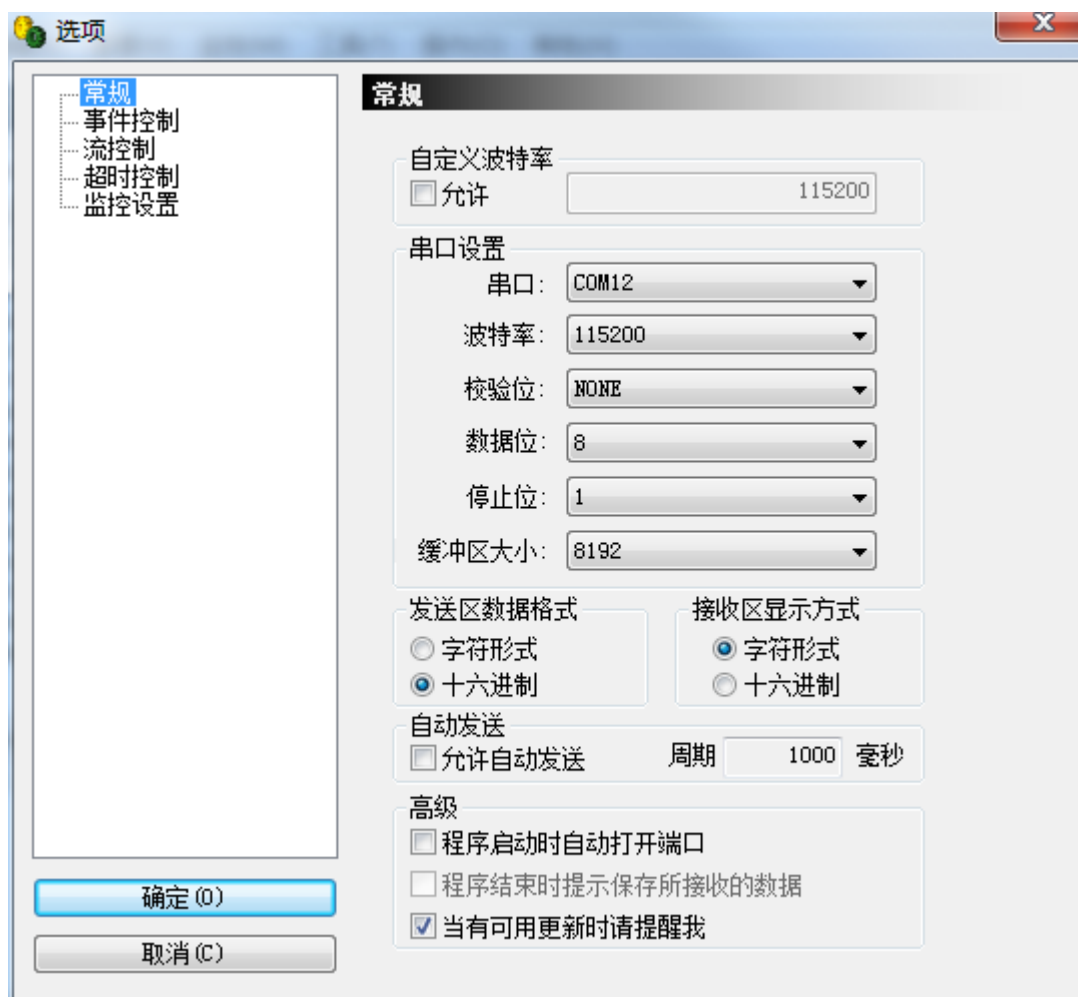 选项
常规
事件控制
流控制
超时控制
监控设置
确定(O)
取消(C)
常规
自定义波特率
允许 115200
串口设置
串口: COM12
波特率: 115200
校验位: NONE
数据位: 8
停止位: 1
缓冲区大小: 8192
发送区数据格式
字符形式
十六进制
接收区显示方式
字符形式
十六进制
自动发送
允许自动发送 周期 1000 毫秒
高级
程序启动时自动打开端口
程序结束时提示保存所接收的数据
当有可用更新时请提醒我